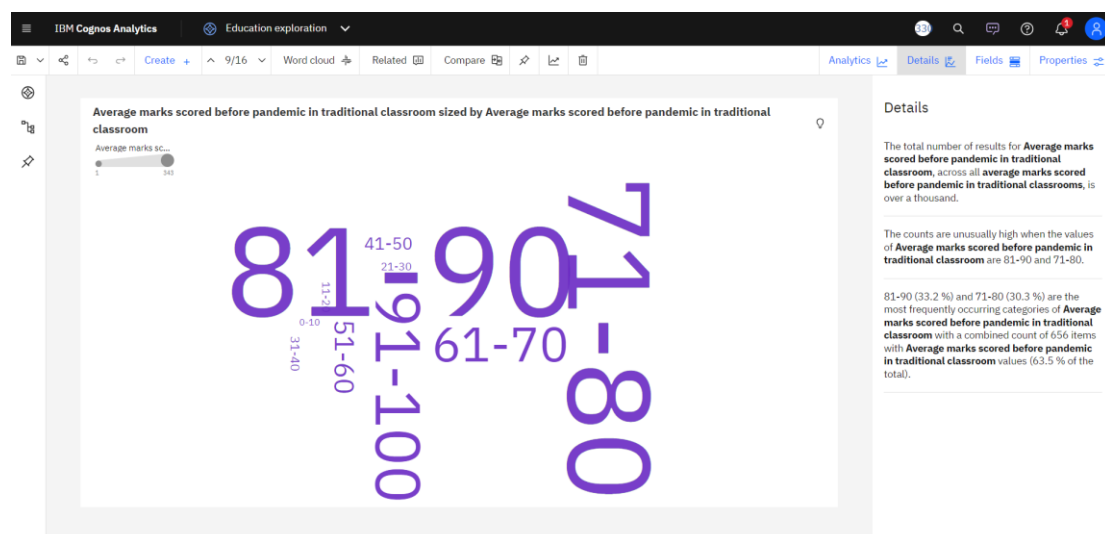 IBM Cognos Analytics
Education exploration
1
Create +
9/16
Word cloud
Related
Compare
Analytics
Details
Fields
Properties
Average marks scored before pandemic in traditional classroom sized by Average marks scored before pandemic in traditional
classroom
Average marks sc...
1
343
81-90
71-80
41-50
21-30
11-20
0-10
31-40
51-60
91-100
61-70
Details
The total number of results for Average marks
scored before pandemic in traditional
classroom, across all average marks scored
before pandemic in traditional classrooms, is
over a thousand.
The counts are unusually high when the values
of Average marks scored before pandemic in
traditional classroom are 81-90 and 71-80.
81-90 (33.2 %) and 71-80 (30.3 %) are the
most frequently occurring categories of Average
marks scored before pandemic in traditional
classroom with a combined count of 656 items
with Average marks scored before pandemic
in traditional classroom values (63.5 % of the
total).